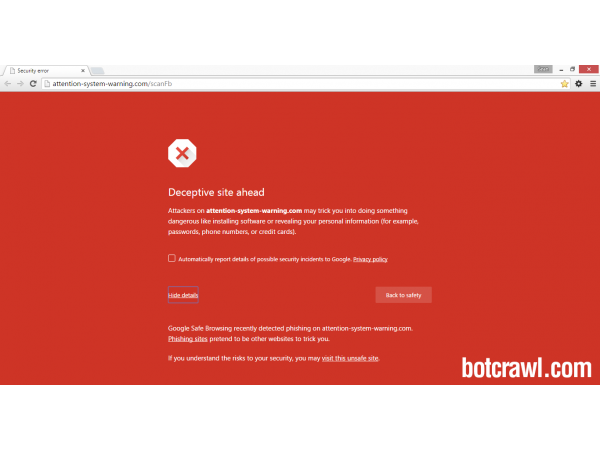 Security error
attention-system-warning.com/scanFb
Deceptive site ahead
Attackers on attention-system-warning.com may trick you into doing something
dangerous like installing software or revealing your personal information (for example,
passwords, phone numbers, or credit cards).
Automatically report details of possible security incidents to Google. Privacy policy
Hide details
Back to safety
Google Safe Browsing recently detected phishing on attention-system-warning.com.
Phishing sites pretend to be other websites to trick you.
If you understand the risks to your security, you may visit this unsafe site.
botcrawl.com